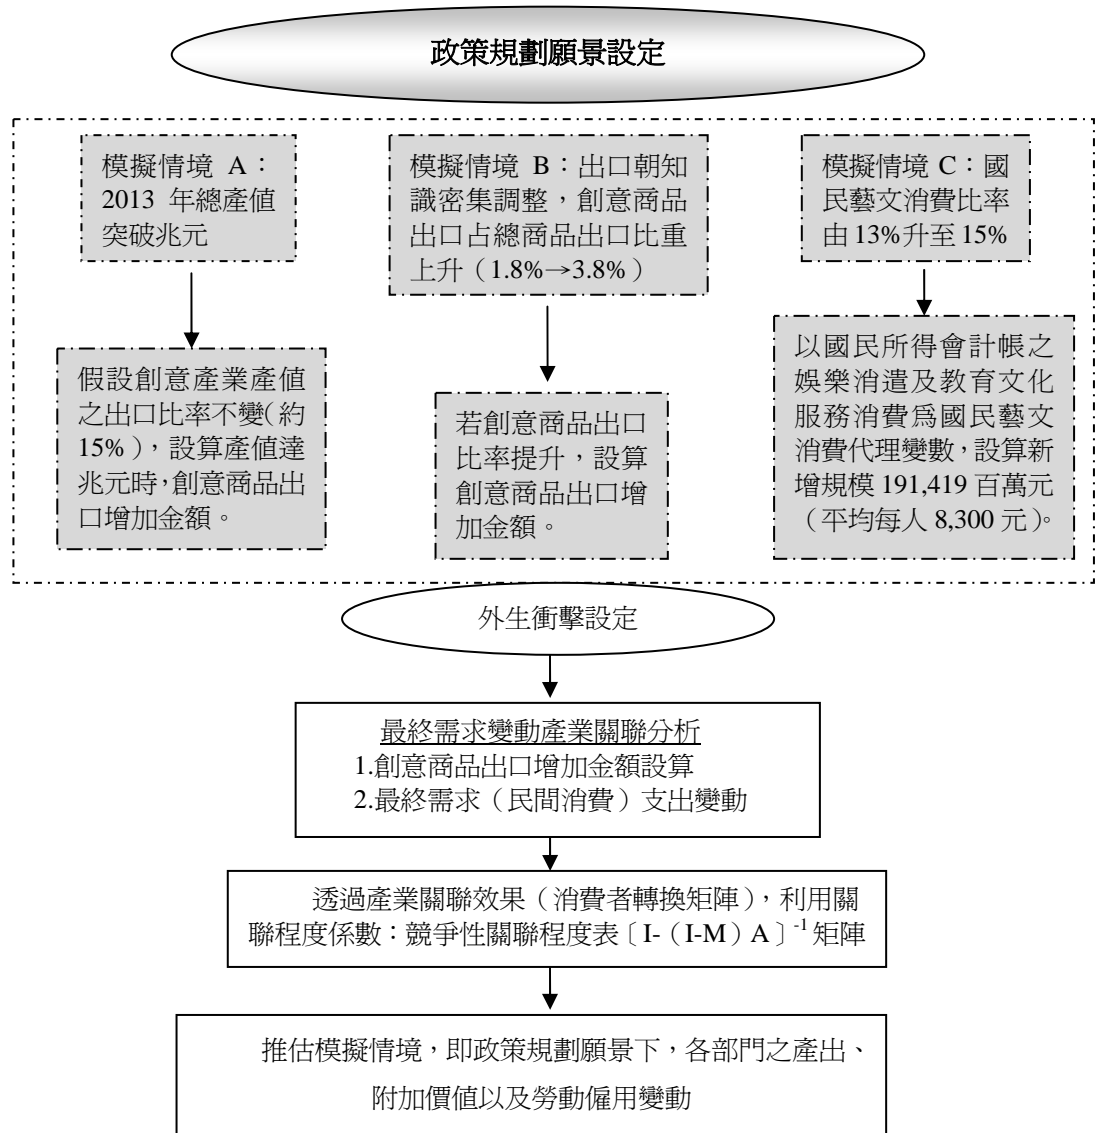 政策規劃願景設定
模擬情境 A：
2013 年總產值
突破兆元
模擬情境 B：出口朝知
識密集調整，創意商品
出口占總商品出口比重
上升（1.8%→3.8%）
模擬情境 C：國
民藝文消費比率
由 13%升至 15%
假設創意產業產值
之出口比率不變（約
15%），設算產值達
兆元時，創意商品出
口增加金額。
若創意商品出口
比率提升，設算
創意商品出口增
加金額。
以國民所得會計帳之
娛樂消遣及教育文化
服務消費爲國民藝文
消費代理變數，設算新
增規模 191,419 百萬元
（平均每人 8,300 元）。
外生衝擊設定
最終需求變動產業關聯分析
1.創意商品出口增加金額設算
2.最終需求（民間消費）支出變動
透過產業關聯效果（消費者轉換矩陣），利用關
聯程度係數：競爭性關聯程度表〔I-（I-M）A〕-1 矩陣
推估模擬情境，即政策規劃願景下，各部門之產出、
附加價值以及勞動僱用變動